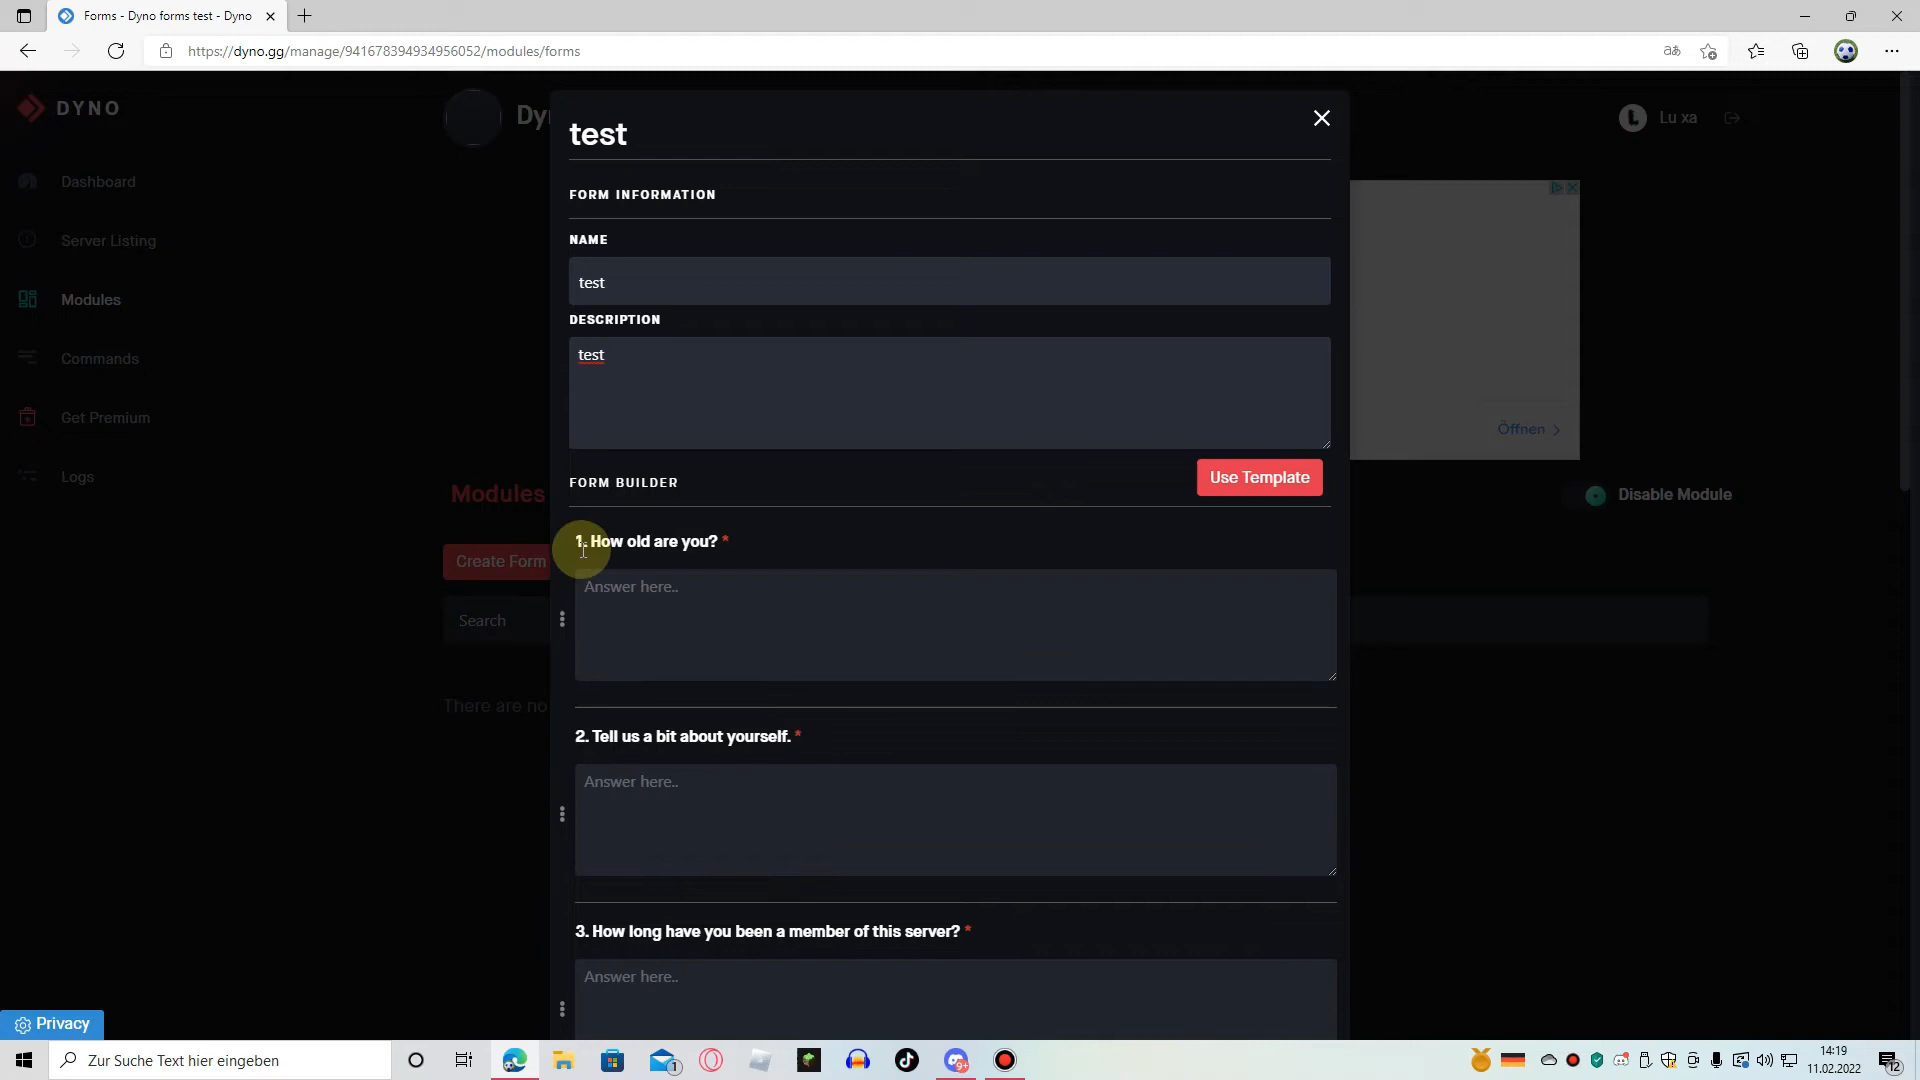 Forms - Dyno forms test - Dyno
https://dyno.gg/manage/941678394934956052/modules/forms
DYNO
Dashboard
Server Listing
Modules
Commands
Get Premium
Logs
Lu xa
test
FORM INFORMATION
NAME
test
DESCRIPTION
test
Öffnen
FORM BUILDER
Use Template
Modules
Disable Module
Create Form
Search
There are no
1. How old are you? *
Answer here..
2. Tell us a bit about yourself. *
Answer here..
3. How long have you been a member of this server? *
Answer here..
Privacy
Zur Suche Text hier eingeben
1
9+
14:19
11.02.2022
12